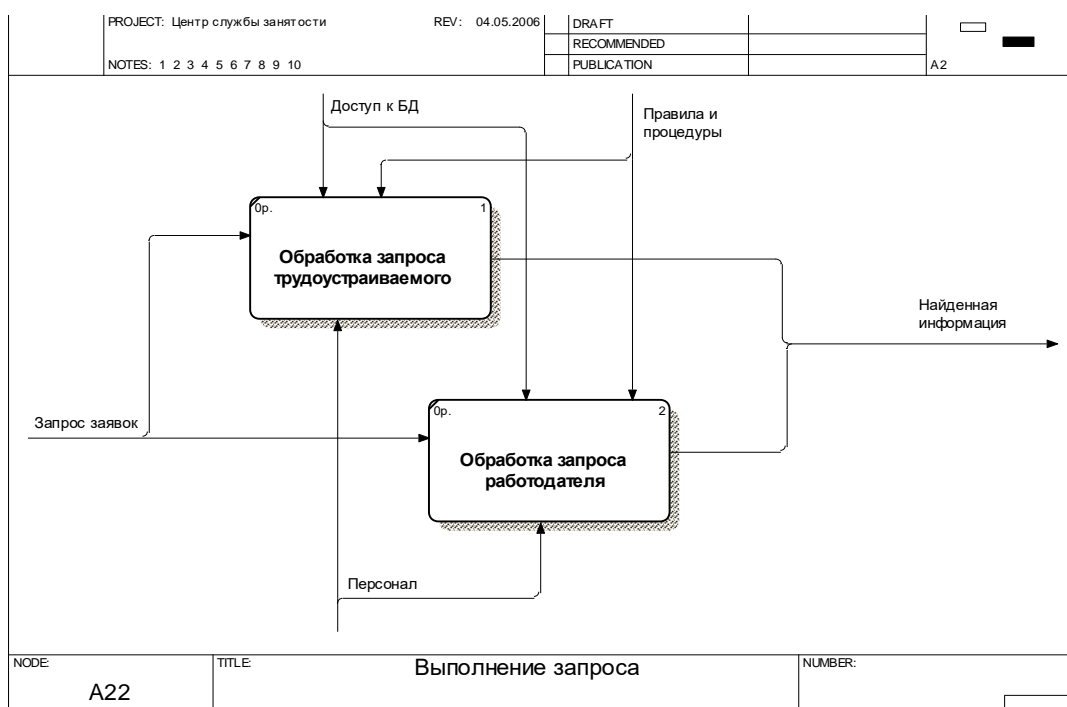 PROJECT: Центр службы занятости
REV: 04.05.2006
DRAFT
RECOMMENDED
NOTES: 1 2 3 4 5 6 7 8 9 10
PUBLICATION
A2
Доступ к БД
Правила и
процедуры
0р.
1
Обработка запроса
трудоустраиваемого
Найденная
информация
Запрос заявок
0р.
2
Обработка запроса
работодателя
Персонал
NODE:
TITLE:
Выполнение запроса
NUMBER:
A22